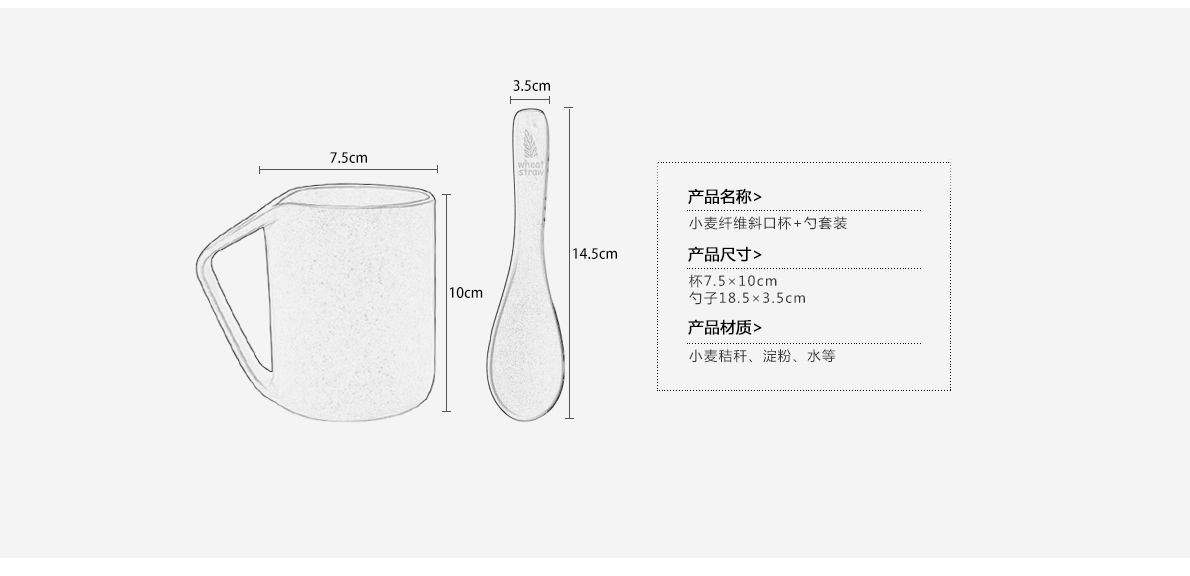 3.5cm
7.5cm
wheat
straw
14.5cm
10cm
产品名称>
小麦纤维斜口杯+勺套装
产品尺寸>
杯7.5×10cm
勺子18.5×3.5cm
产品材质>
小麦秸秆、淀粉、水等